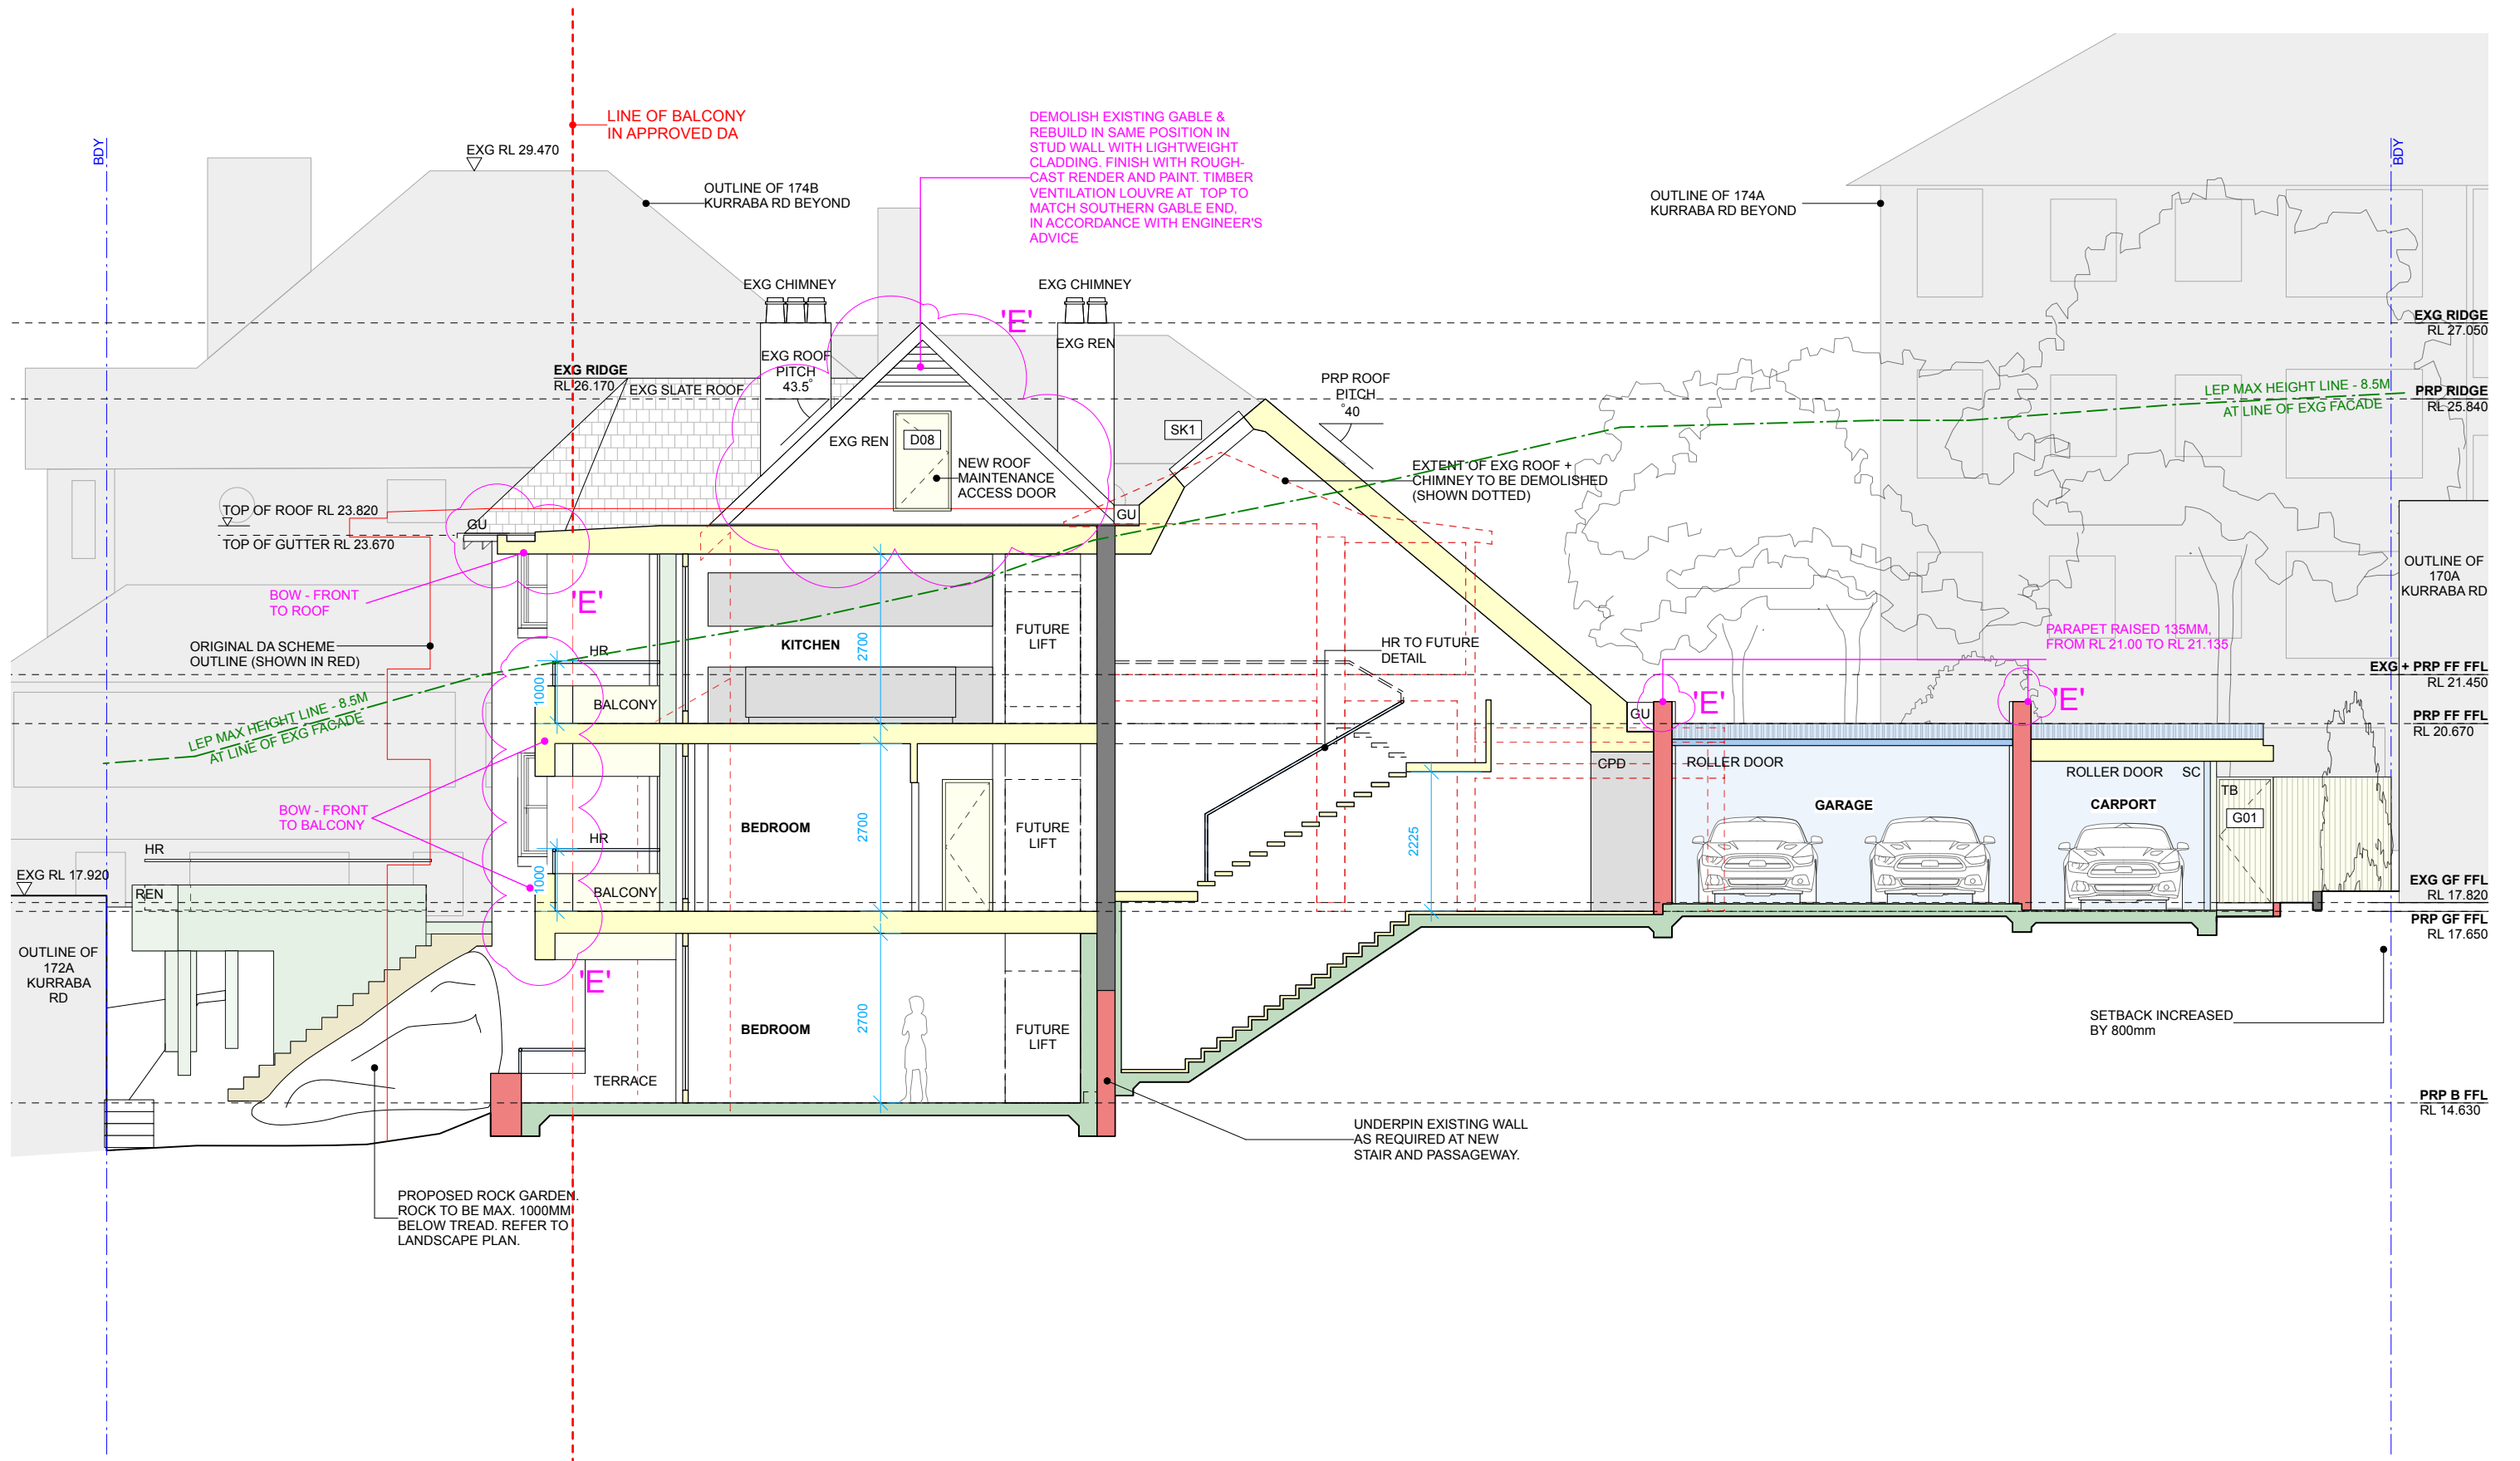 LINE OF BALCONY
IN APPROVED DA
DEMOLISH EXISTING GABLE &
REBUILD IN SAME POSITION IN
STUD WALL WITH LIGHTWEIGHT
CLADDING. FINISH WITH ROUGH-
CAST RENDER AND PAINT. TIMBER
VENTILATION LOUVRE AT TOP TO
MATCH SOUTHERN GABLE END,
IN ACCORDANCE WITH ENGINEER'S
ADVICE
BDY
EXG RL 29.470
OUTLINE OF 174B
KURRABA RD BEYOND
OUTLINE OF 174A
KURRABA RD BEYOND
BDY
EXG CHIMNEY
EXG CHIMNEY
'E'
EXG RIDGE
RL 27.050
EXG REN
EXG ROOF
PITCH
43.5°
EXG RIDGE
RL 26.170
EXG SLATE ROOF
PRP ROOF
PITCH
°40
LEP MAX HEIGHT LINE - 8.5M
AT LINE OF EXG FACADE
PRP RIDGE
RL 25.840
SK1
EXG REN
D08
NEW ROOF
MAINTENANCE
ACCESS DOOR
EXTENT OF EXG ROOF +
CHIMNEY TO BE DEMOLISHED
(SHOWN DOTTED)
TOP OF ROOF RL 23.820
GU
GU
TOP OF GUTTER RL 23.670
OUTLINE OF
170A
KURRABA RD
BOW - FRONT
TO ROOF
'E'
ORIGINAL DA SCHEME
OUTLINE (SHOWN IN RED)
HR
KITCHEN
2700
FUTURE
LIFT
HR TO FUTURE
DETAIL
PARAPET RAISED 135MM,
FROM RL 21.00 TO RL 21.135
EXG + PRP FF FFL
RL 21.450
1000
BALCONY
GU
'E'
'E'
LEP MAX HEIGHT LINE - 8.5M
AT LINE OF EXG FACADE
PRP FF FFL
RL 20.670
CPD
ROLLER DOOR
ROLLER DOOR
SC
TB
G01
GARAGE
CARPORT
BOW - FRONT
TO BALCONY
BEDROOM
2700
FUTURE
LIFT
2225
HR
HR
1000
BALCONY
EXG RL 17.920
REN
EXG GF FFL
RL 17.820
PRP GF FFL
RL 17.650
OUTLINE OF
172A
KURRABA
RD
'E'
BEDROOM
2700
FUTURE
LIFT
SETBACK INCREASED
BY 800mm
TERRACE
PRP B FFL
RL 14.630
UNDERPIN EXISTING WALL
AS REQUIRED AT NEW
STAIR AND PASSAGEWAY.
PROPOSED ROCK GARDEN.
ROCK TO BE MAX. 1000MM
BELOW TREAD. REFER TO
LANDSCAPE PLAN.